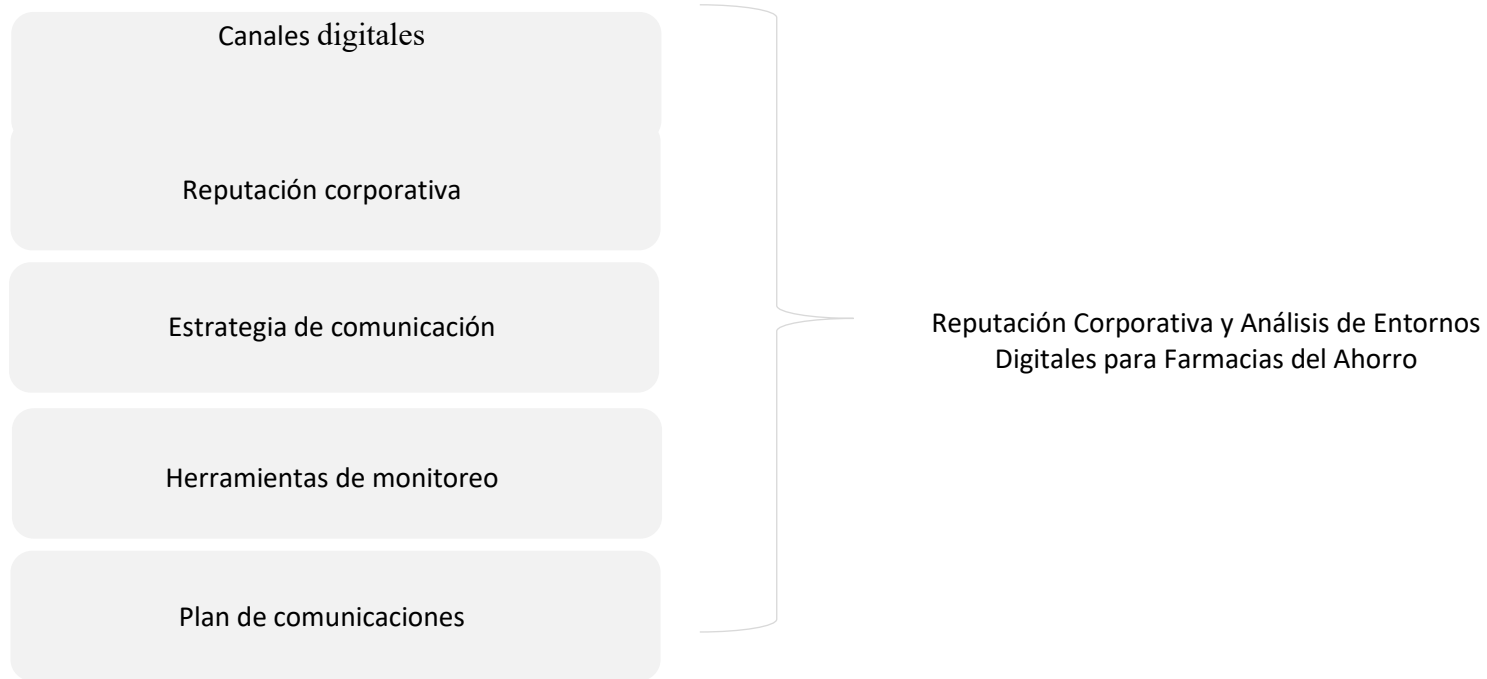 Canales digitales
Reputación corporativa
Estrategia de comunicación
Herramientas de monitoreo
Plan de comunicaciones
Reputación Corporativa y Análisis de Entornos
Digitales para Farmacias del Ahorro